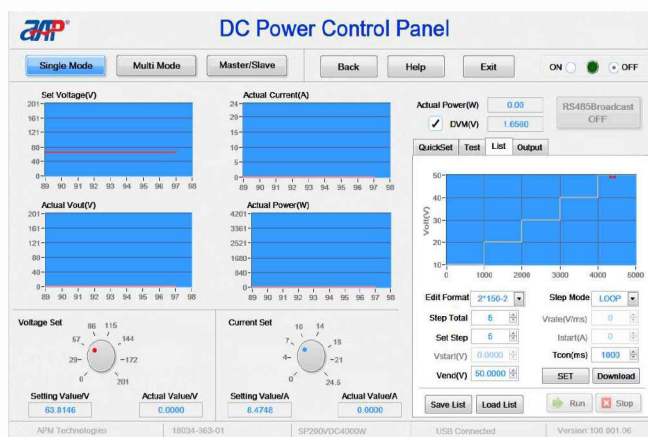 APM
DC Power Control Panel
Single Mode Multi Mode Master/Slave Back Help Exit ON OFF
Set Voltage(V) Actual Current(A)
201 161 121 80 40 0
89 90 91 92 93 94 95 96 97 98
24 20 15 10 5 0
89 90 91 92 93 94 95 96 97 98
Actual Power(W) 0.00
DVM(V) 1.6560
RS485Broadcast
OFF
QuickSet Test List Output
Actual Vout(V) Actual Power(W)
201 161 121 80 40 0
89 90 91 92 93 94 95 96 97 98
4201 3361 2521 1680 840 0
89 90 91 92 93 94 95 96 97 98
Volt(V)
50 40 30 20 10
0 1000 2000 3000 4000 5000
Edit Format 2*150-2 Step Mode LOOP
Step Total 5 Vrate(V/ms) 0
Set Step 5 Istart(A) 0
Vstart(V) 0.0000 Tcon(ms) 1000
Vend(V) 50.0000 SET Download
Save List Load List Run Stop
Voltage Set
0 29 57 86 115 144 172 201
Current Set
0 4 7 10 14 18 21 24.5
Setting Value/V Actual Value/V Setting Value/A Actual Value/A
63.8146 0.0000 8.4748 0.0000
APM Technologies 18034-363-01 SP200VDC4000W USB Connected Version:100.001.06